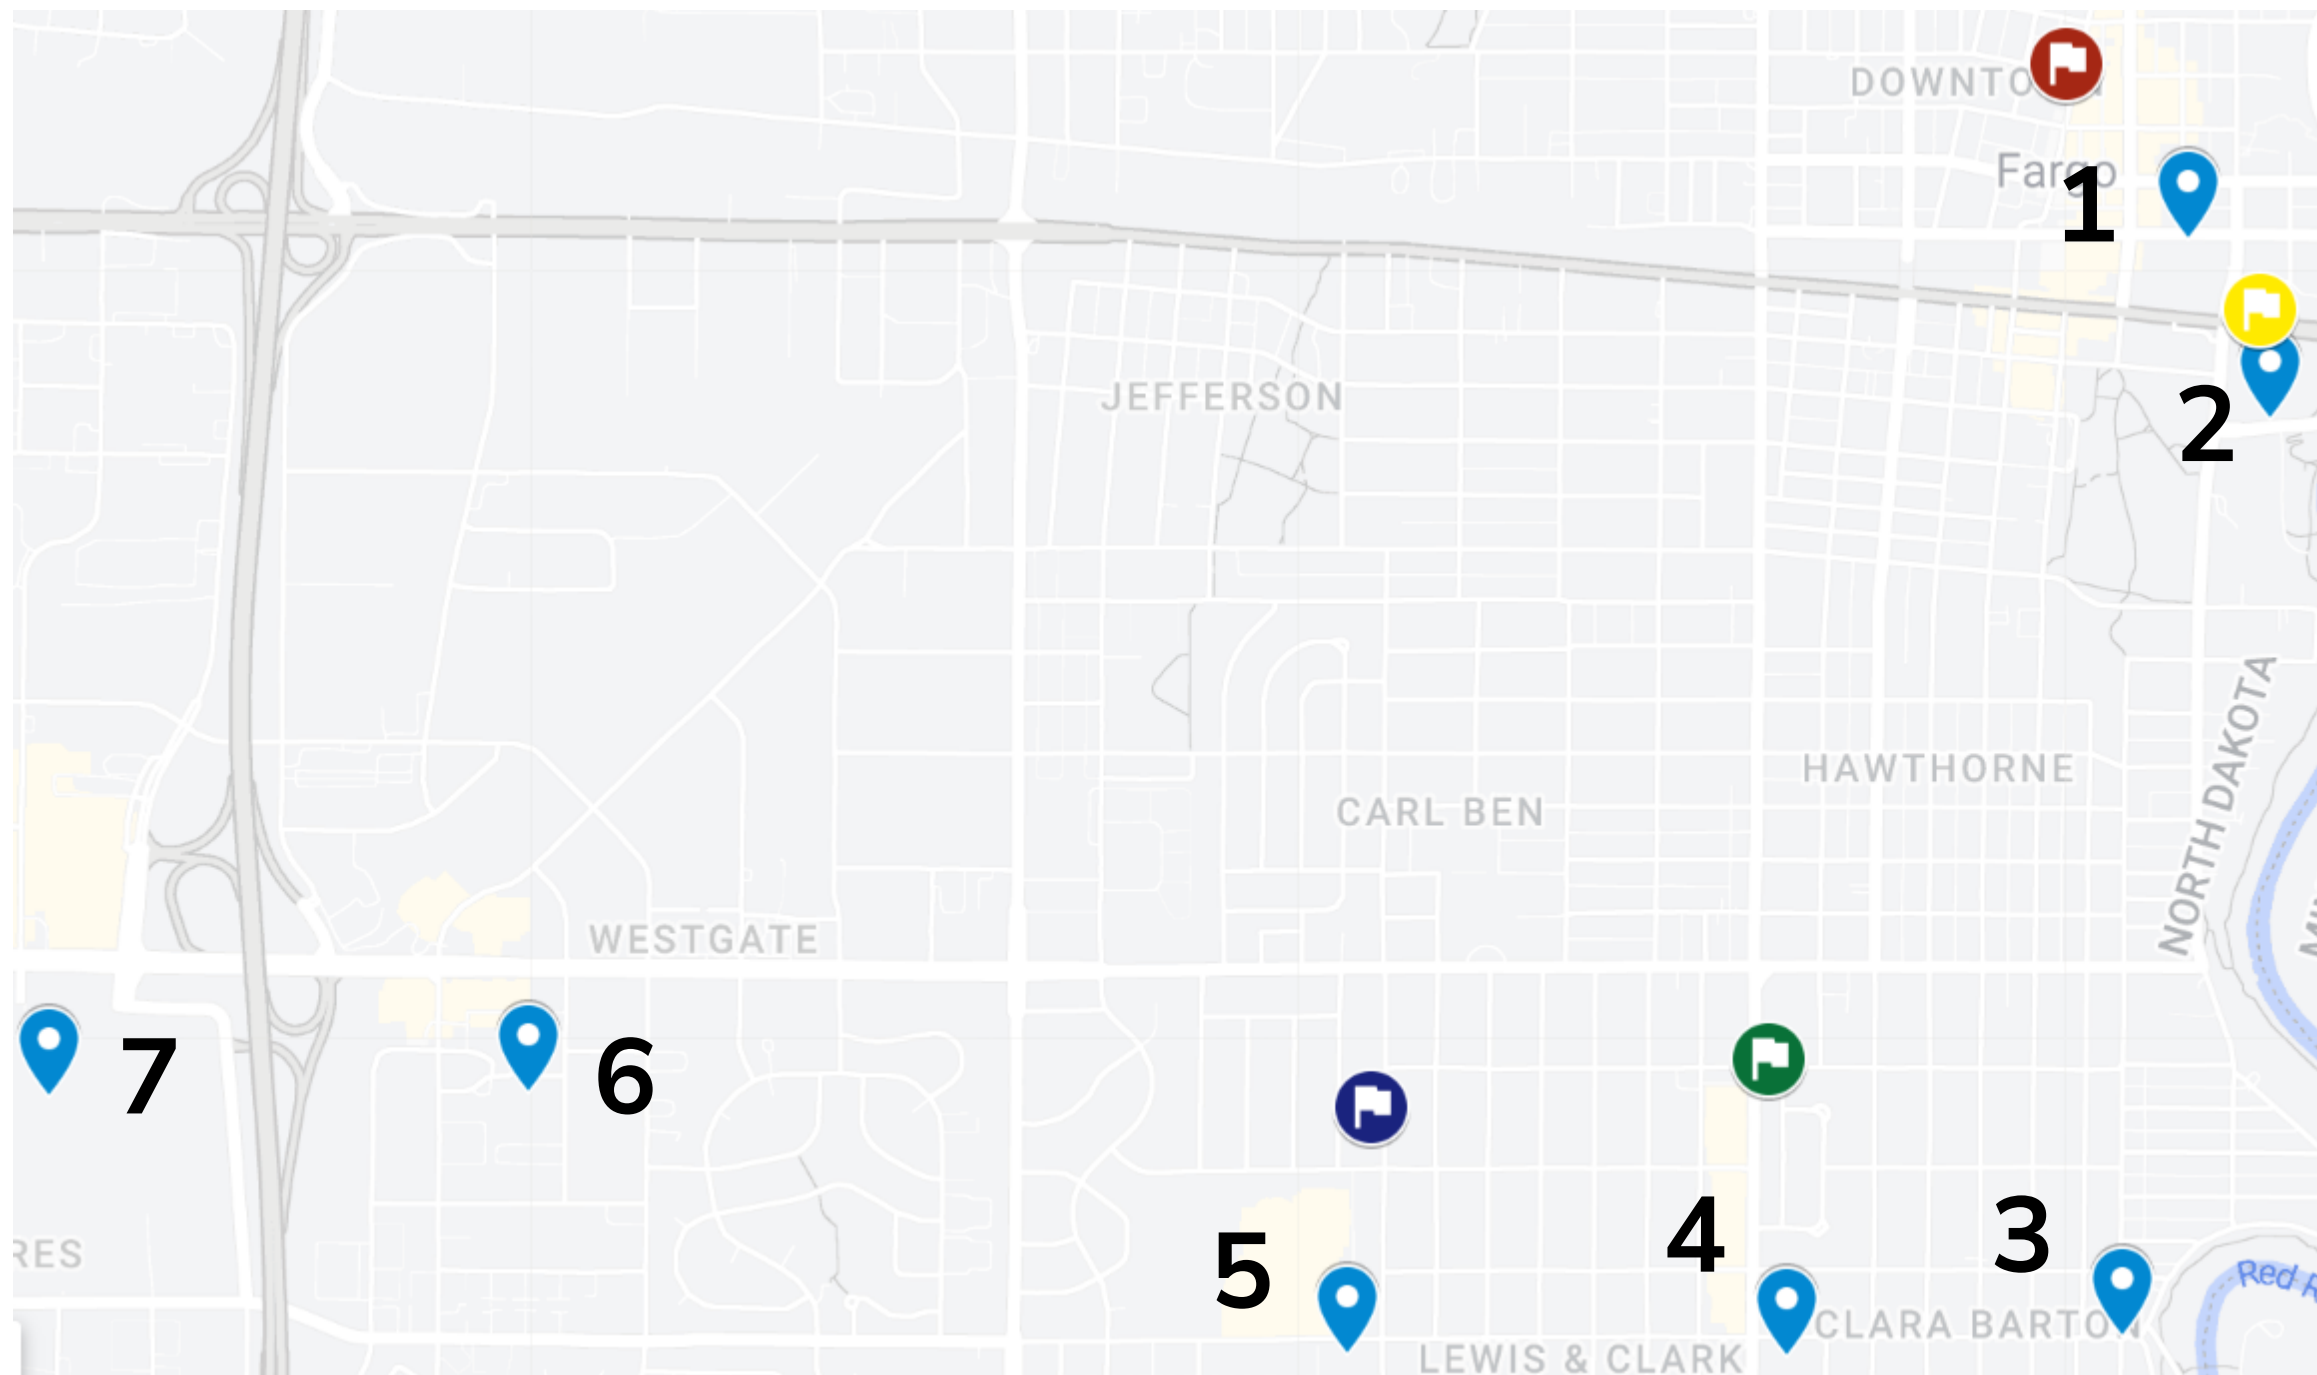 DOWNTO
Fargo
1
JEFFERSON
2
NORTH DAKOTA
HAWTHORNE
CARL BEN
WESTGATE
7
6
5
4
3
RES
Red R
CLARA BARTON
LEWIS & CLARK